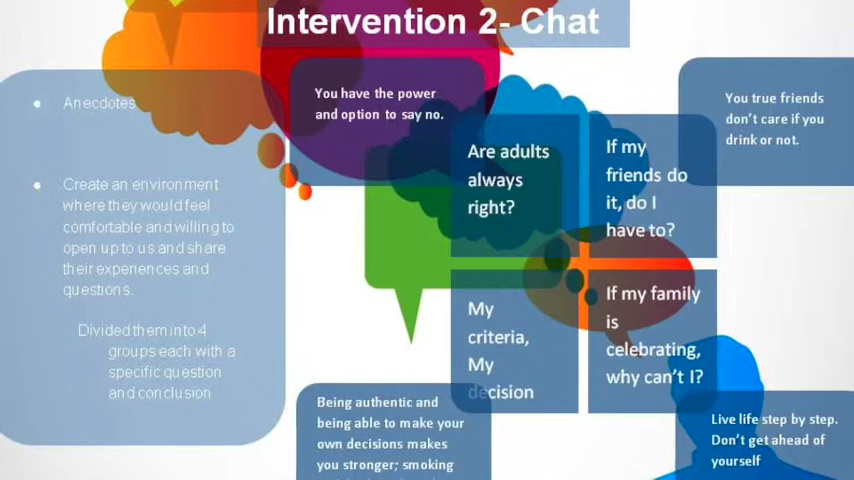 Intervention 2- Chat
Anecdotes
Create an environment
where they would feel
comfortable and willing to
open up to us and share
their experiences and
questions.
Divided them into 4
groups each with a
specific question
and conclusion
You have the power
and option to say no.
Are adults
always
right?
If my
friends do
it, do I
have to?
My
criteria,
My
decision
If my family
is
celebrating,
why can't I?
You true friends
don't care if you
drink or not.
Being authentic and
being able to make your
own decisions makes
you stronger; smoking
Live life step by step.
Don't get ahead of
yourself